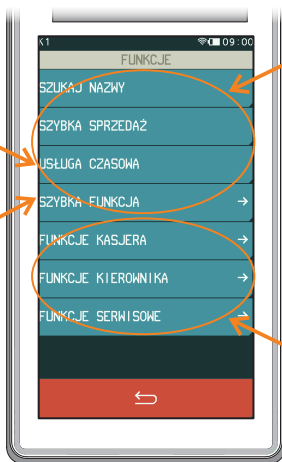 K1 09:00
FUNKCJE
SZUKAJ NAZWY
SZYBKA SPRZEDAŻ
USŁUGA CZASOWA
SZYBKA FUNKCJA →
FUNKCJE KASJERA →
FUNKCJE KIEROWNIKA →
FUNKCJE SERWISOWE →